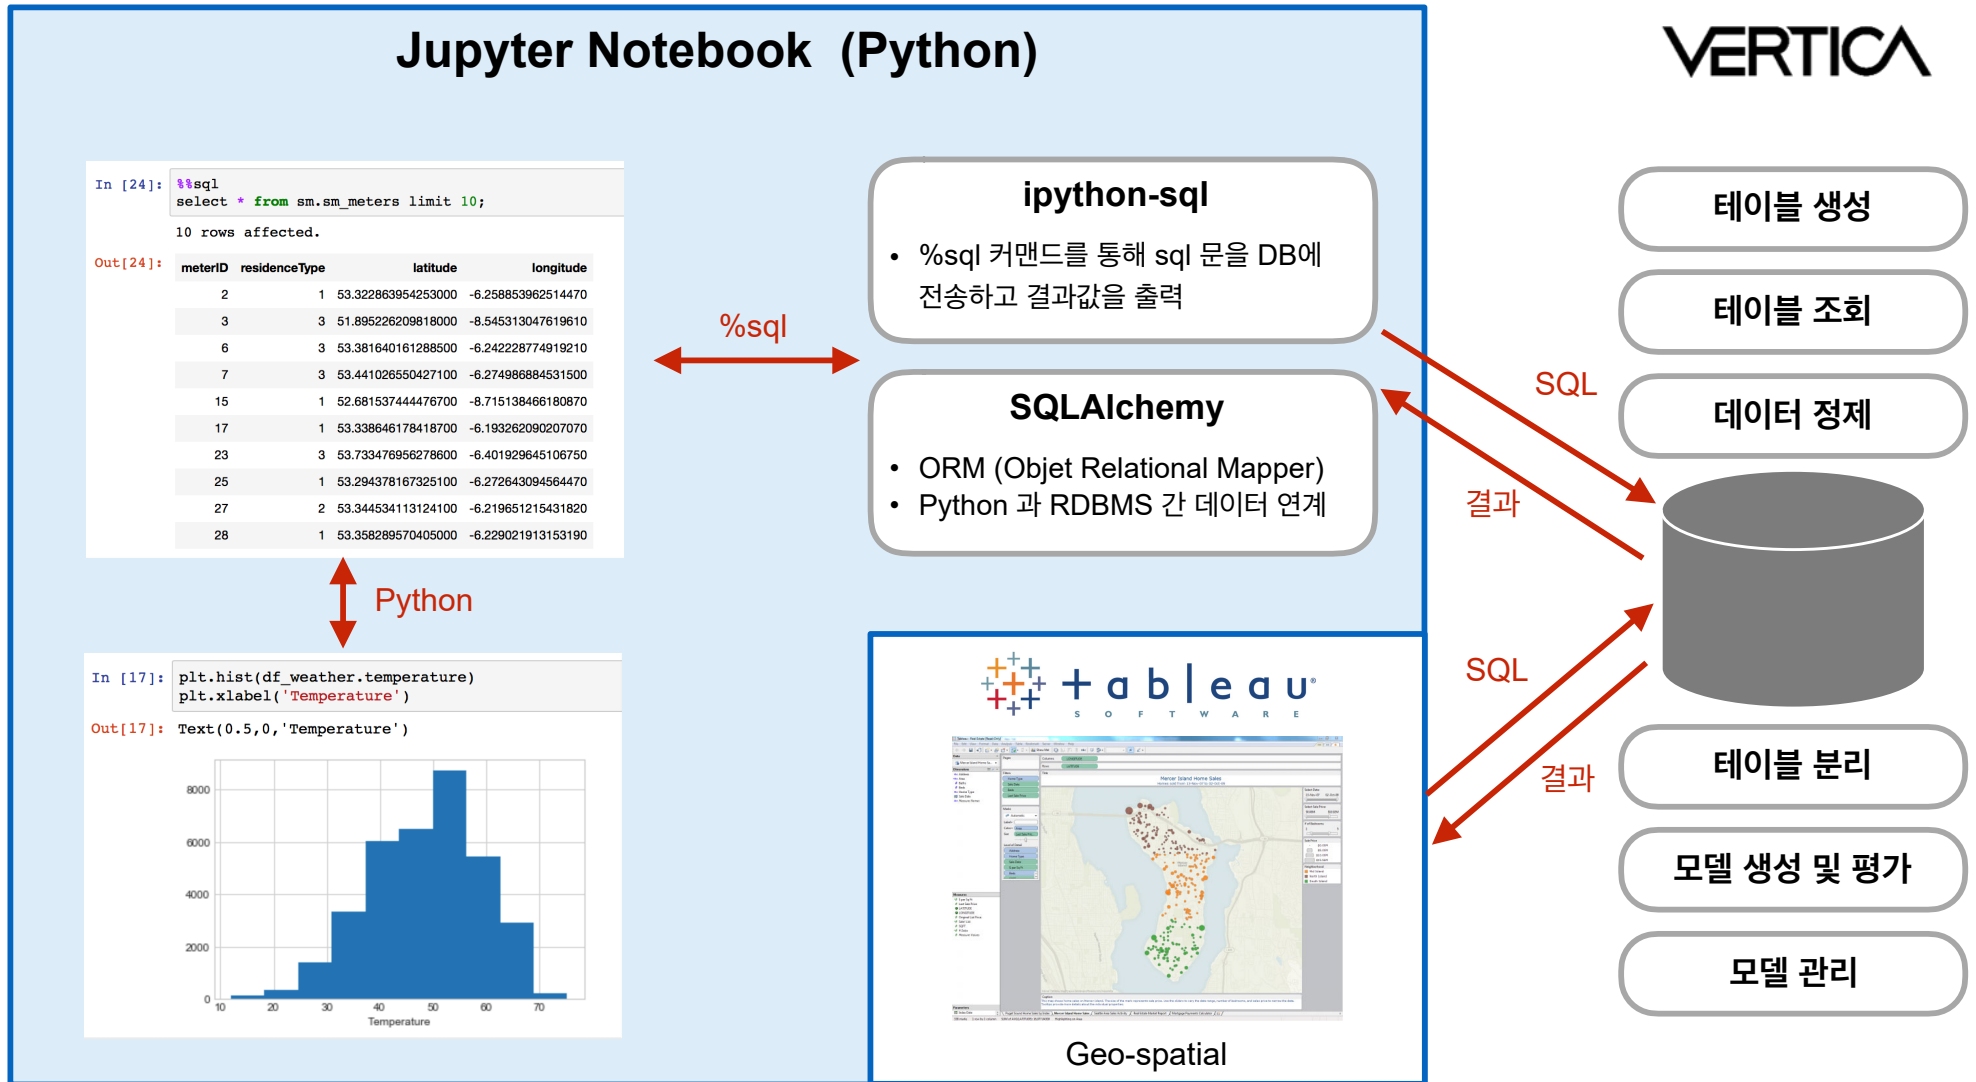 Jupyter Notebook (Python)
VERTICA
In [24]:
%%sql
select * from sm.sm_meters limit 10;
10 rows affected.
Out[24]:
meterID residenceType latitude longitude
2 1 53.322863954253000 -6.258853962514470
3 3 51.895226209818000 -8.545313047619610
6 3 53.381640161288500 -6.242228774919210
7 3 53.441026550427100 -6.274986884531500
15 1 52.681537444476700 -8.715138466180870
17 1 53.338646178418700 -6.193262090207070
23 3 53.733476956278600 -6.401929645106750
25 1 53.294378167325100 -6.272643094564470
27 2 53.344534113124100 -6.219651215431820
28 1 53.358289570405000 -6.229021913153190
%sql
ipython-sql
• %sql 커맨드를 통해 sql 문을 DB에
전송하고 결과값을 출력
SQLAlchemy
• ORM (Objet Relational Mapper)
• Python 과 RDBMS 간 데이터 연계
SQL
결과
테이블 생성
테이블 조회
데이터 정제
Python
In [17]:
plt.hist(df_weather.temperature)
plt.xlabel('Temperature')
Out[17]: Text(0.5,0,'Temperature')
8000
6000
4000
2000
0
10 20 30 40 50 60 70
Temperature
+ableau®
SOFTWARE
Mercer Island Home Sales
Geo-spatial
SQL
결과
테이블 분리
모델 생성 및 평가
모델 관리